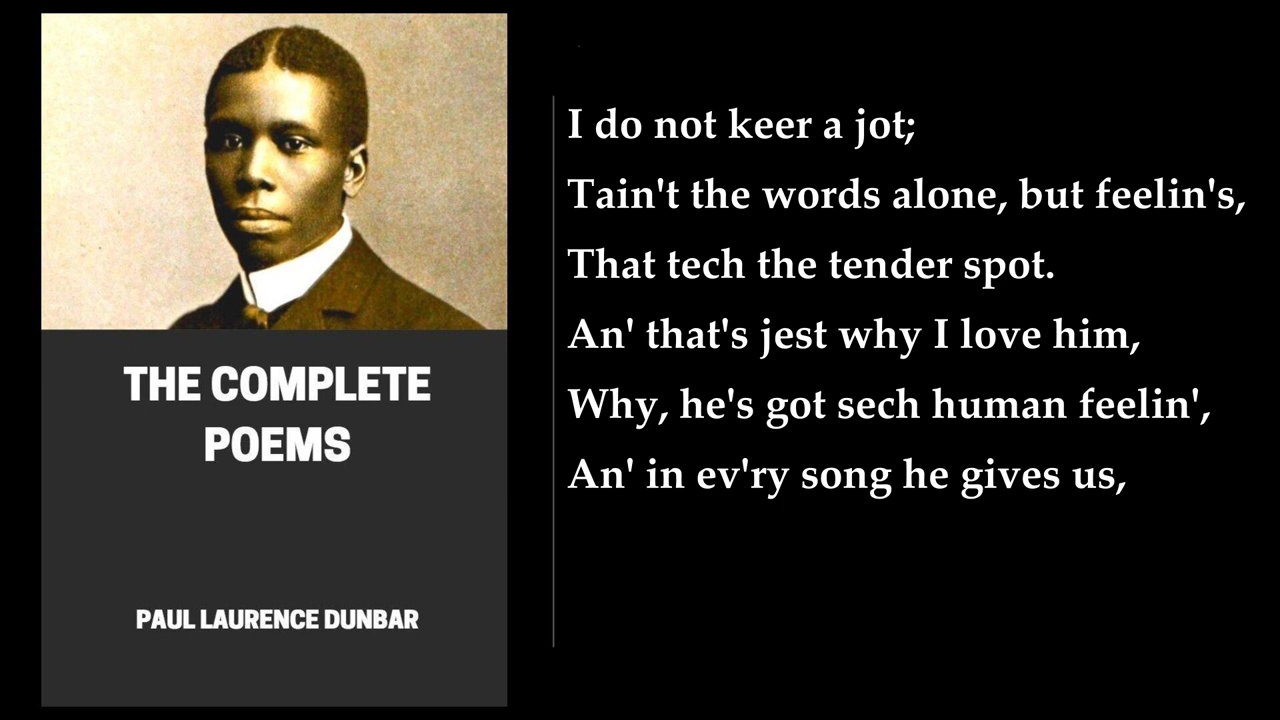 THE COMPLETE
POEMS
PAUL LAURENCE DUNBAR
I do not keer a jot;
Tain't the words alone, but feelin's,
That tech the tender spot.
An' that's jest why I love him,
Why, he's got sech human feelin',
An' in ev'ry song he gives us,